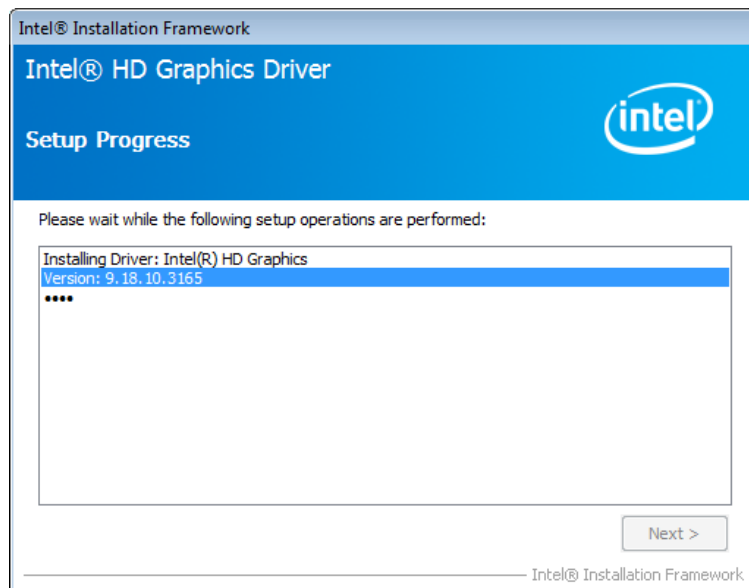 Intel® Installation Framework
Intel® HD Graphics Driver
intel®
Setup Progress
Please wait while the following setup operations are performed:
Installing Driver: Intel(R) HD Graphics
Version: 9.18.10.3165
••••
Next >
Intel® Installation Framework